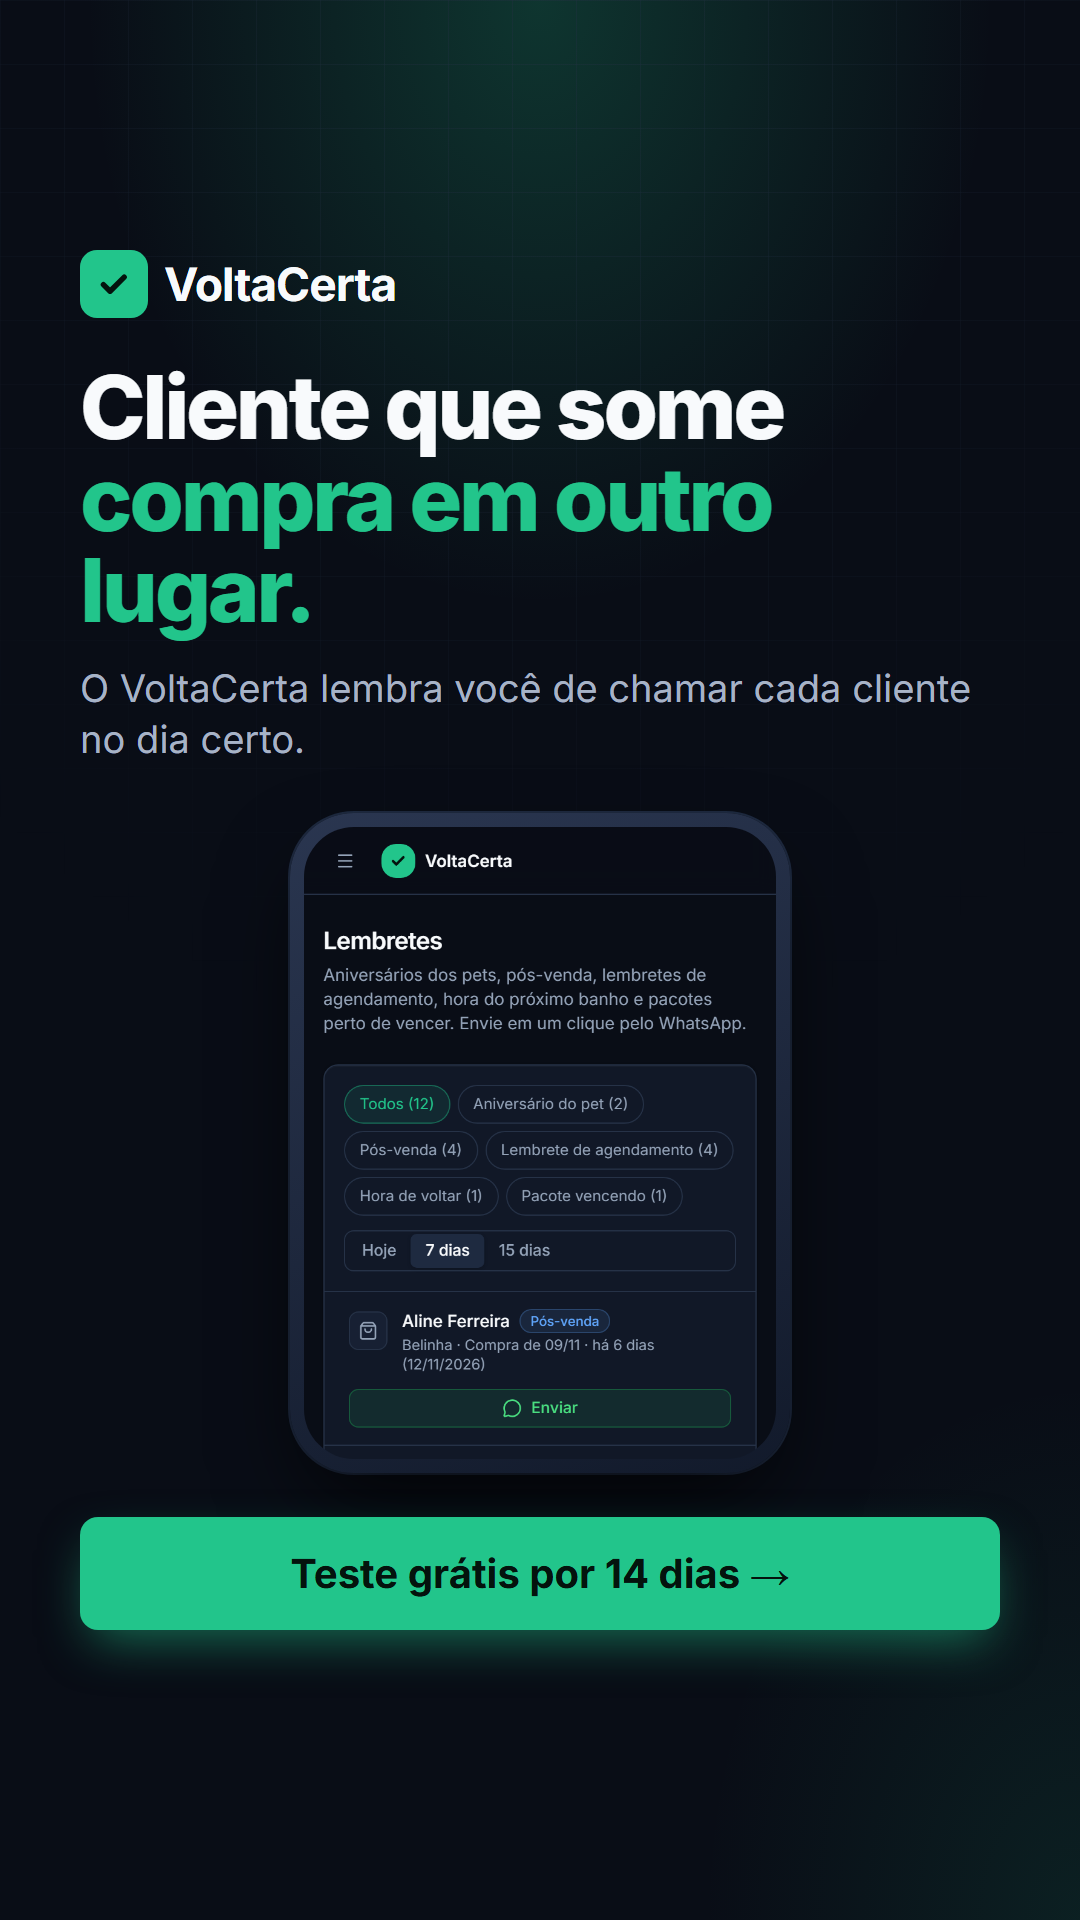 VoltaCerta
Cliente que some
compra em outro
lugar.
O VoltaCerta lembra você de chamar cada cliente
no dia certo.
VoltaCerta
Lembretes
Aniversários dos pets, pós-venda, lembretes de
agendamento, hora do próximo banho e pacotes
perto de vencer. Envie em um clique pelo WhatsApp.
Todos (12) Aniversário do pet (2)
Pós-venda (4) Lembrete de agendamento (4)
Hora de voltar (1) Pacote vencendo (1)
Hoje 7 dias 15 dias
Aline Ferreira Pós-venda
Belinha · Compra de 09/11 · há 6 dias
(12/11/2026)
Enviar
Teste grátis por 14 dias →